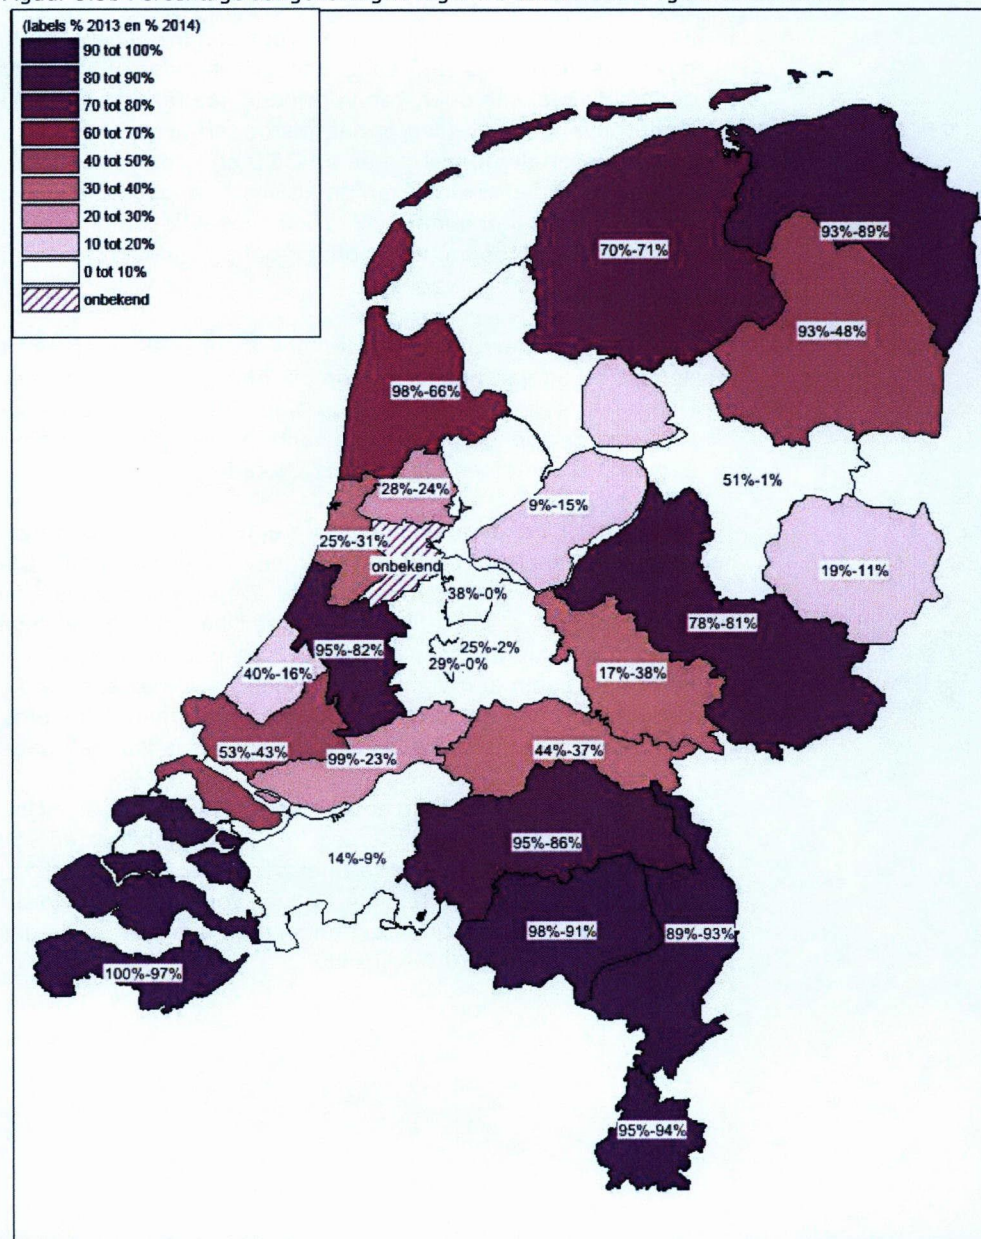 (labels % 2013 en % 2014)
90 tot 100%
80 tot 90%
70 tot 80%
60 tot 70%
40 tot 50%
30 tot 40%
20 tot 30%
10 tot 20%
0 tot 10%
onbekend
93%-89%
70%-71%
93%-48%
98%-66%
51%-1%
28%-24%
9%-15%
25%-31%
onbekend
19%-11%
38%-0%
78%-81%
95%-82%
25%-2%
29%-0%
40%-16%
17%-38%
53%-43%
99%-23%
44%-37%
95%-86%
14%-9%
98%-91%
89%-93%
100%-97%
95%-94%